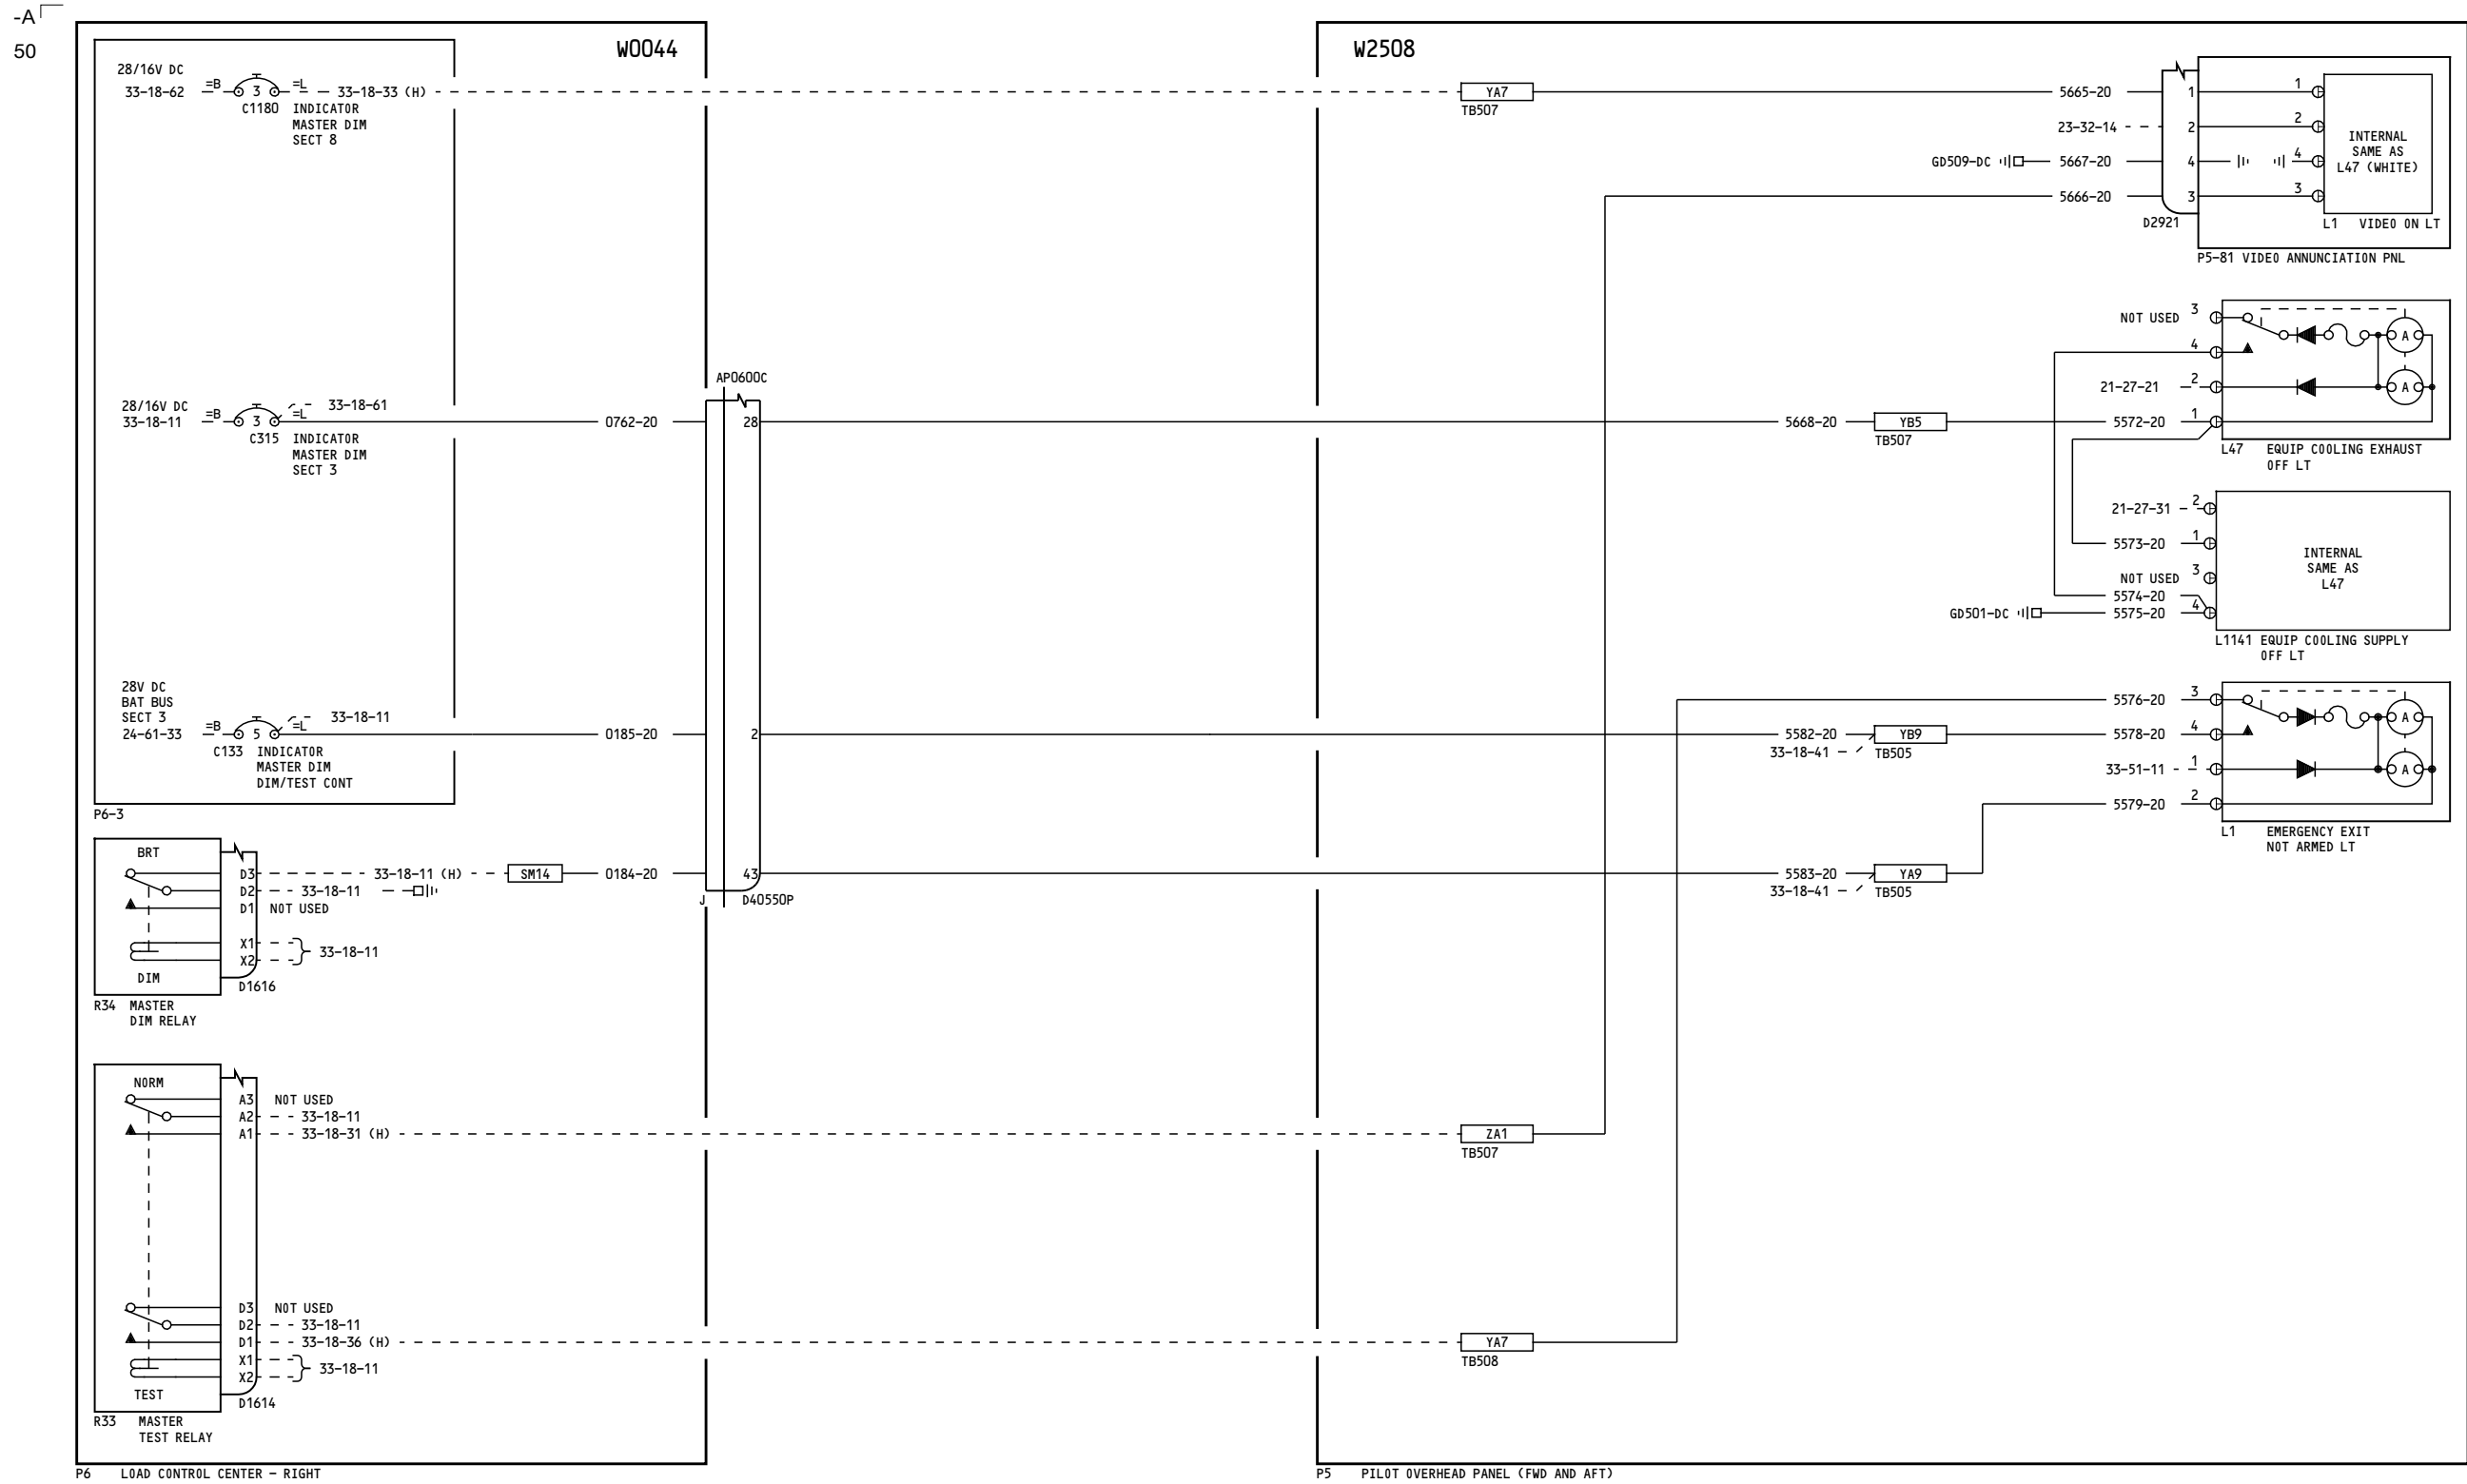 -A
50
W0044
28/16V DC
33-18-62
=B
3
=L
33-18-33 (H)
C1180
INDICATOR
MASTER DIM
SECT 8
28/16V DC
33-18-11
=B
3
=L
33-18-61
C315
INDICATOR
MASTER DIM
SECT 3
0762-20
28V DC
BAT BUS
SECT 3
24-61-33
=B
5
=L
33-18-11
C133
INDICATOR
MASTER DIM
DIM/TEST CONT
0185-20
P6-3
BRT
D3
33-18-11 (H)
SM14
0184-20
D2
33-18-11
D1
NOT USED
X1
X2
33-18-11
DIM
D1616
R34 MASTER
DIM RELAY
NORM
A3
NOT USED
A2
33-18-11
A1
33-18-31 (H)
D3
NOT USED
D2
33-18-11
D1
33-18-36 (H)
X1
X2
33-18-11
TEST
D1614
R33 MASTER
TEST RELAY
P6 LOAD CONTROL CENTER - RIGHT
AP0600C
28
2
43
J
D40550P
W2508
YA7
TB507
5665-20
1
1
23-32-14
2
2
GD509-DC
5667-20
4
4
5666-20
3
3
D2921
INTERNAL
SAME AS
L47 (WHITE)
L1 VIDEO ON LT
P5-81 VIDEO ANNUNCIATION PNL
NOT USED
3
4
21-27-21
2
5668-20
YB5
TB507
5572-20
1
A
A
L47 EQUIP COOLING EXHAUST
OFF LT
21-27-31
2
5573-20
1
NOT USED
3
5574-20
GD501-DC
5575-20
4
INTERNAL
SAME AS
L47
L1141 EQUIP COOLING SUPPLY
OFF LT
5576-20
3
5582-20
YB9
5578-20
4
33-18-41
TB505
33-51-11
1
5579-20
2
A
A
L1 EMERGENCY EXIT
NOT ARMED LT
5583-20
YA9
33-18-41
TB505
ZA1
TB507
YA7
TB508
P5 PILOT OVERHEAD PANEL (FWD AND AFT)